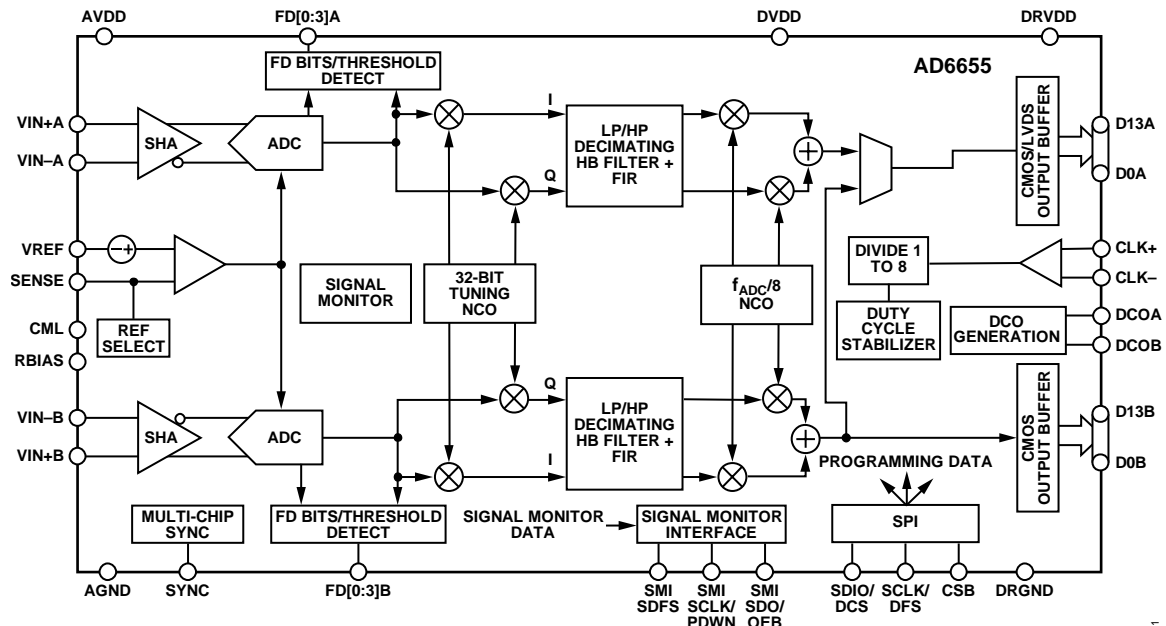 AVDD
FD[0:3]A
DVDD
DRVDD
FD BITS/THRESHOLD
DETECT
AD6655
VIN+A
VIN–A
SHA
ADC
I
Q
LP/HP
DECIMATING
HB FILTER +
FIR
CMOS/LVDS
OUTPUT BUFFER
D13A
D0A
VREF
SENSE
CML
RBIAS
REF
SELECT
SIGNAL
MONITOR
32-BIT
TUNING
NCO
fADC/8
NCO
DIVIDE 1
TO 8
DUTY
CYCLE
STABILIZER
CLK+
CLK–
DCO
GENERATION
DCOA
DCOB
VIN–B
VIN+B
SHA
ADC
Q
I
LP/HP
DECIMATING
HB FILTER +
FIR
CMOS
OUTPUT BUFFER
D13B
D0B
PROGRAMMING DATA
MULTI-CHIP
SYNC
FD BITS/THRESHOLD
DETECT
SIGNAL MONITOR
DATA
SIGNAL MONITOR
INTERFACE
SPI
AGND
SYNC
FD[0:3]B
SMI
SDFS
SMI
SCLK/
PDWN
SMI
SDO/
OEB
SDIO/
DCS
SCLK/
DFS
CSB
DRGND